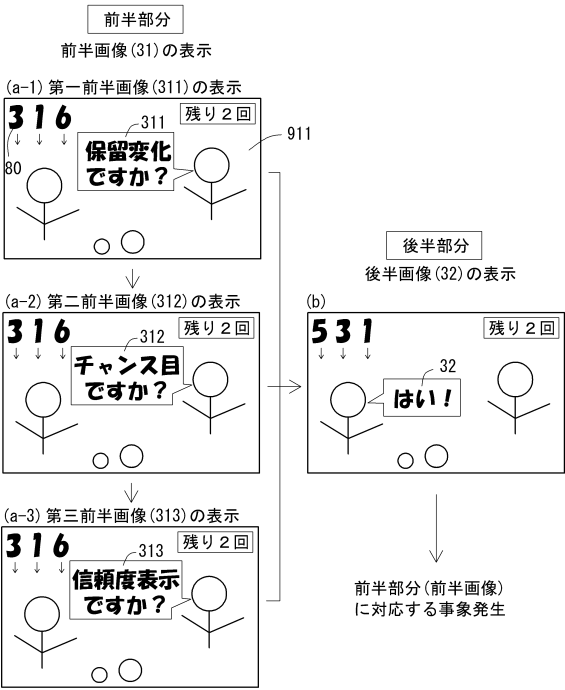 前半部分
前半画像(31)の表示
(a-1) 第一前半画像(311)の表示
316
残り2回
311
保留変化
ですか？
911
80
(a-2) 第二前半画像(312)の表示
316
残り2回
312
チャンス目
ですか？
(a-3) 第三前半画像(313)の表示
316
残り2回
313
信頼度表示
ですか？
後半部分
後半画像(32)の表示
(b)
531
残り2回
32
はい！
前半部分(前半画像)
に対応する事象発生